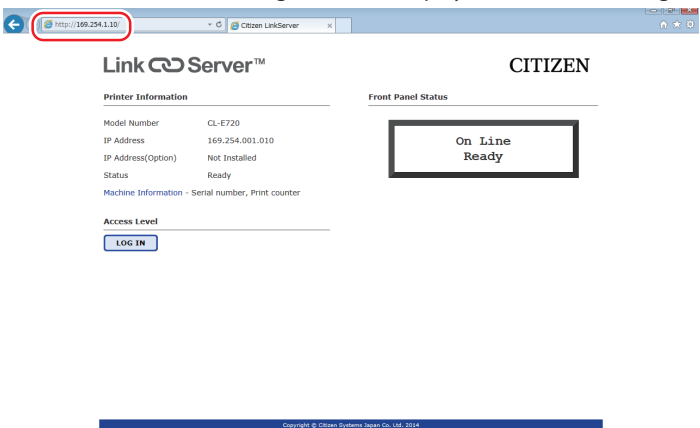 http://169.254.1.10/
Citizen LinkServer
Link Server™
CITIZEN
Printer Information
Model Number CL-E720
IP Address 169.254.001.010
IP Address(Option) Not Installed
Status Ready
Machine Information - Serial number, Print counter
Access Level
LOG IN
Front Panel Status
On Line
Ready
Copyright © Citizen Systems Japan Co. Ltd. 2014